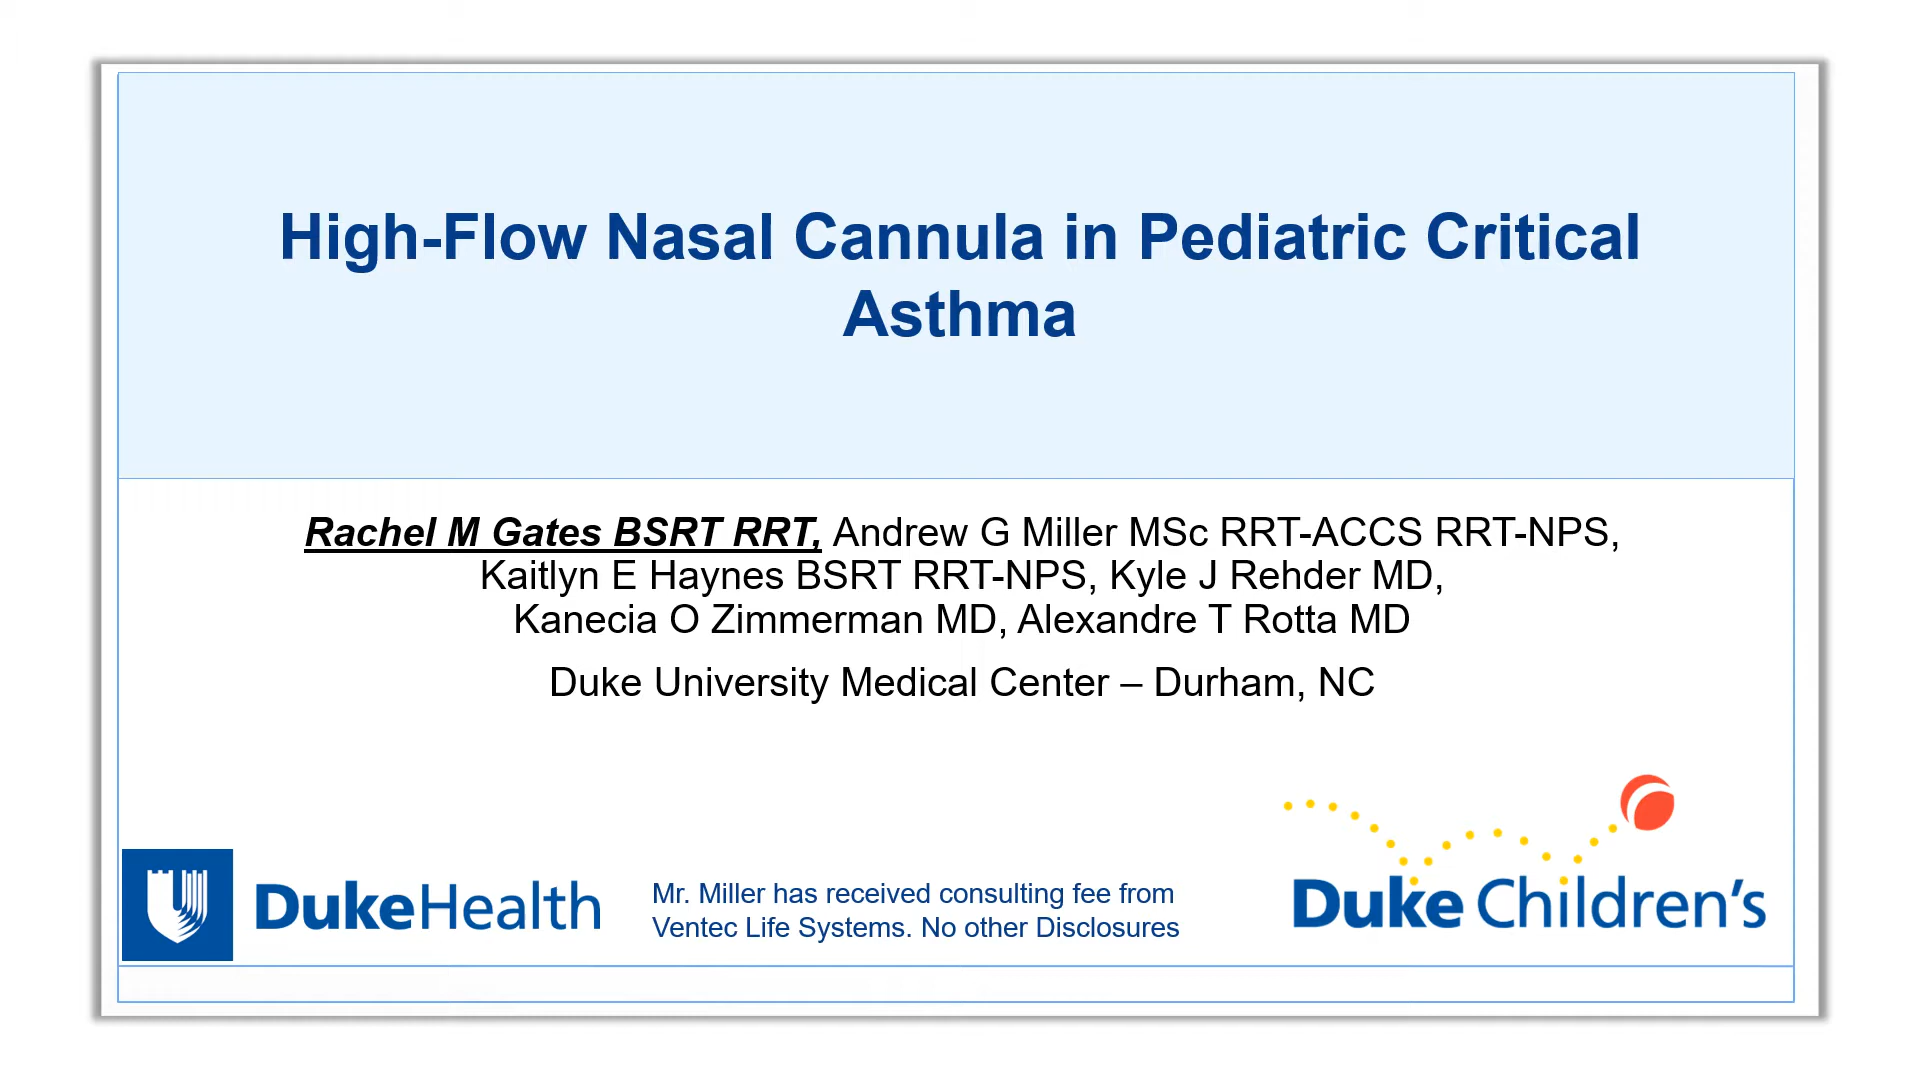 High-Flow Nasal Cannula in Pediatric Critical
Asthma
Rachel M Gates BSRT RRT, Andrew G Miller MSc RRT-ACCS RRT-NPS,
Kaitlyn E Haynes BSRT RRT-NPS, Kyle J Rehder MD,
Kanecia O Zimmerman MD, Alexandre T Rotta MD
Duke University Medical Center – Durham, NC
DukeHealth
Mr. Miller has received consulting fee from
Ventec Life Systems. No other Disclosures
Duke Children's